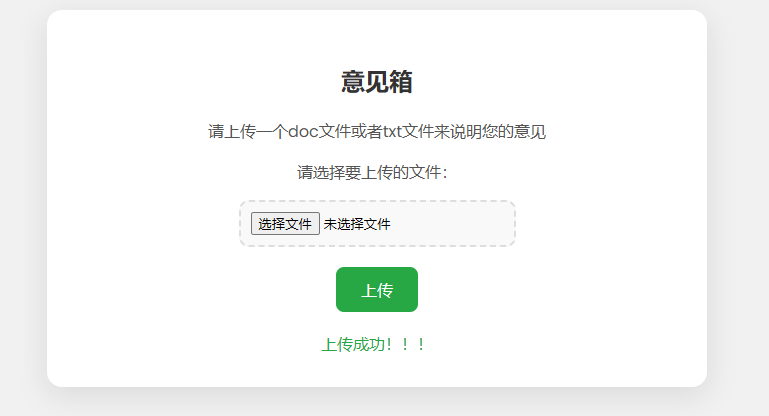 意见箱
请上传一个doc文件或者txt文件来说明您的意见
请选择要上传的文件：
选择文件 未选择文件
上传
上传成功！！！